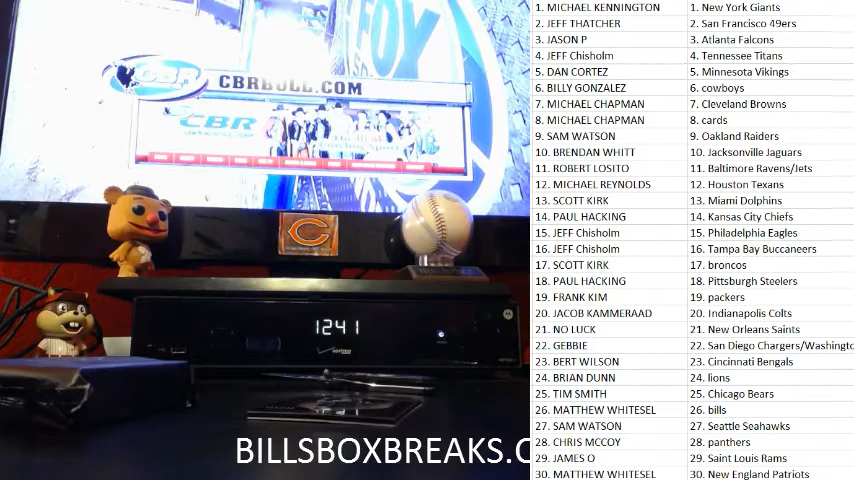 FOX
CBR
CBRBULL.COM
CBR
1241
verizon
BILLSBOXBREAKS.C
1. MICHAEL KENNINGTON 1. New York Giants
2. JEFF THATCHER 2. San Francisco 49ers
3. JASON P 3. Atlanta Falcons
4. JEFF Chisholm 4. Tennessee Titans
5. DAN CORTEZ 5. Minnesota Vikings
6. BILLY GONZALEZ 6. cowboys
7. MICHAEL CHAPMAN 7. Cleveland Browns
8. MICHAEL CHAPMAN 8. cards
9. SAM WATSON 9. Oakland Raiders
10. BRENDAN WHITT 10. Jacksonville Jaguars
11. ROBERT LOSITO 11. Baltimore Ravens/Jets
12. MICHAEL REYNOLDS 12. Houston Texans
13. SCOTT KIRK 13. Miami Dolphins
14. PAUL HACKING 14. Kansas City Chiefs
15. JEFF Chisholm 15. Philadelphia Eagles
16. JEFF Chisholm 16. Tampa Bay Buccaneers
17. SCOTT KIRK 17. broncos
18. PAUL HACKING 18. Pittsburgh Steelers
19. FRANK KIM 19. packers
20. JACOB KAMMERAAD 20. Indianapolis Colts
21. NO LUCK 21. New Orleans Saints
22. GEBBIE 22. San Diego Chargers/Washingto
23. BERT WILSON 23. Cincinnati Bengals
24. BRIAN DUNN 24. lions
25. TIM SMITH 25. Chicago Bears
26. MATTHEW WHITESEL 26. bills
27. SAM WATSON 27. Seattle Seahawks
28. CHRIS MCCOY 28. panthers
29. JAMES O 29. Saint Louis Rams
30. MATTHEW WHITESEL 30. New England Patriots